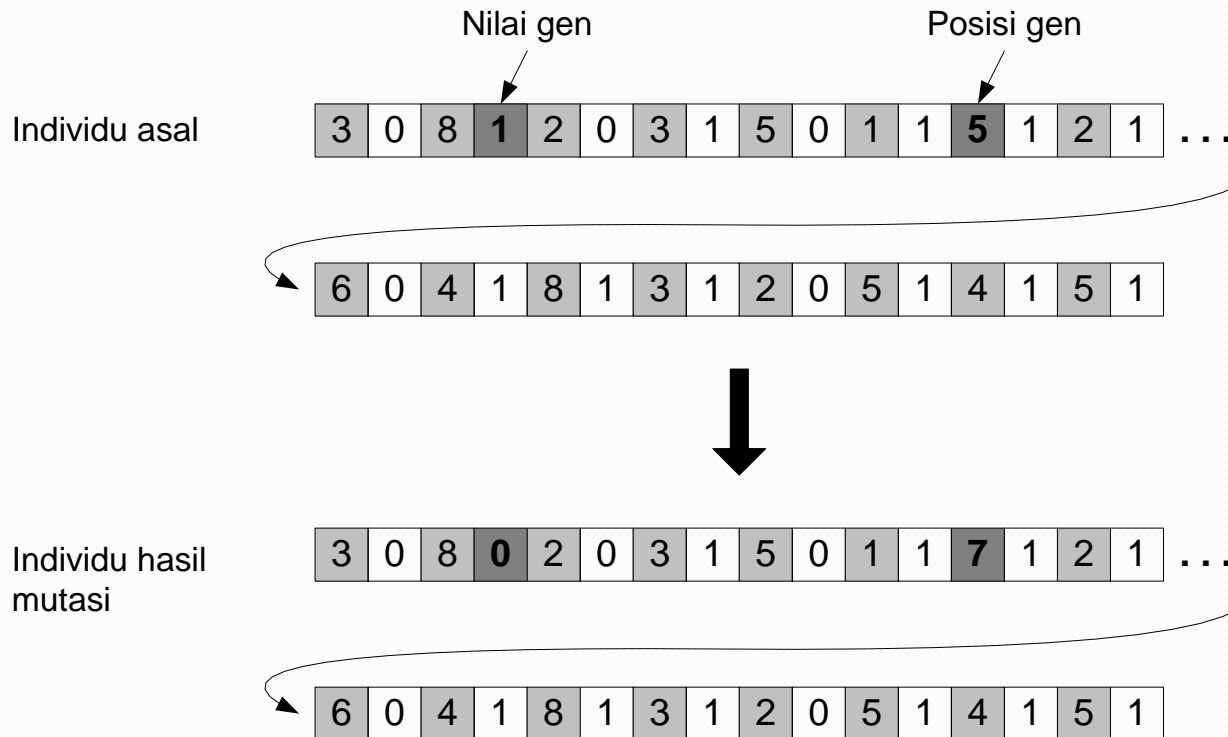 Nilai gen Posisi gen
Individu asal 3 0 8 1 2 0 3 1 5 0 1 1 5 1 2 1 ...
6 0 4 1 8 1 3 1 2 0 5 1 4 1 5 1
Individu hasil
mutasi
3 0 8 0 2 0 3 1 5 0 1 1 7 1 2 1 ...
6 0 4 1 8 1 3 1 2 0 5 1 4 1 5 1